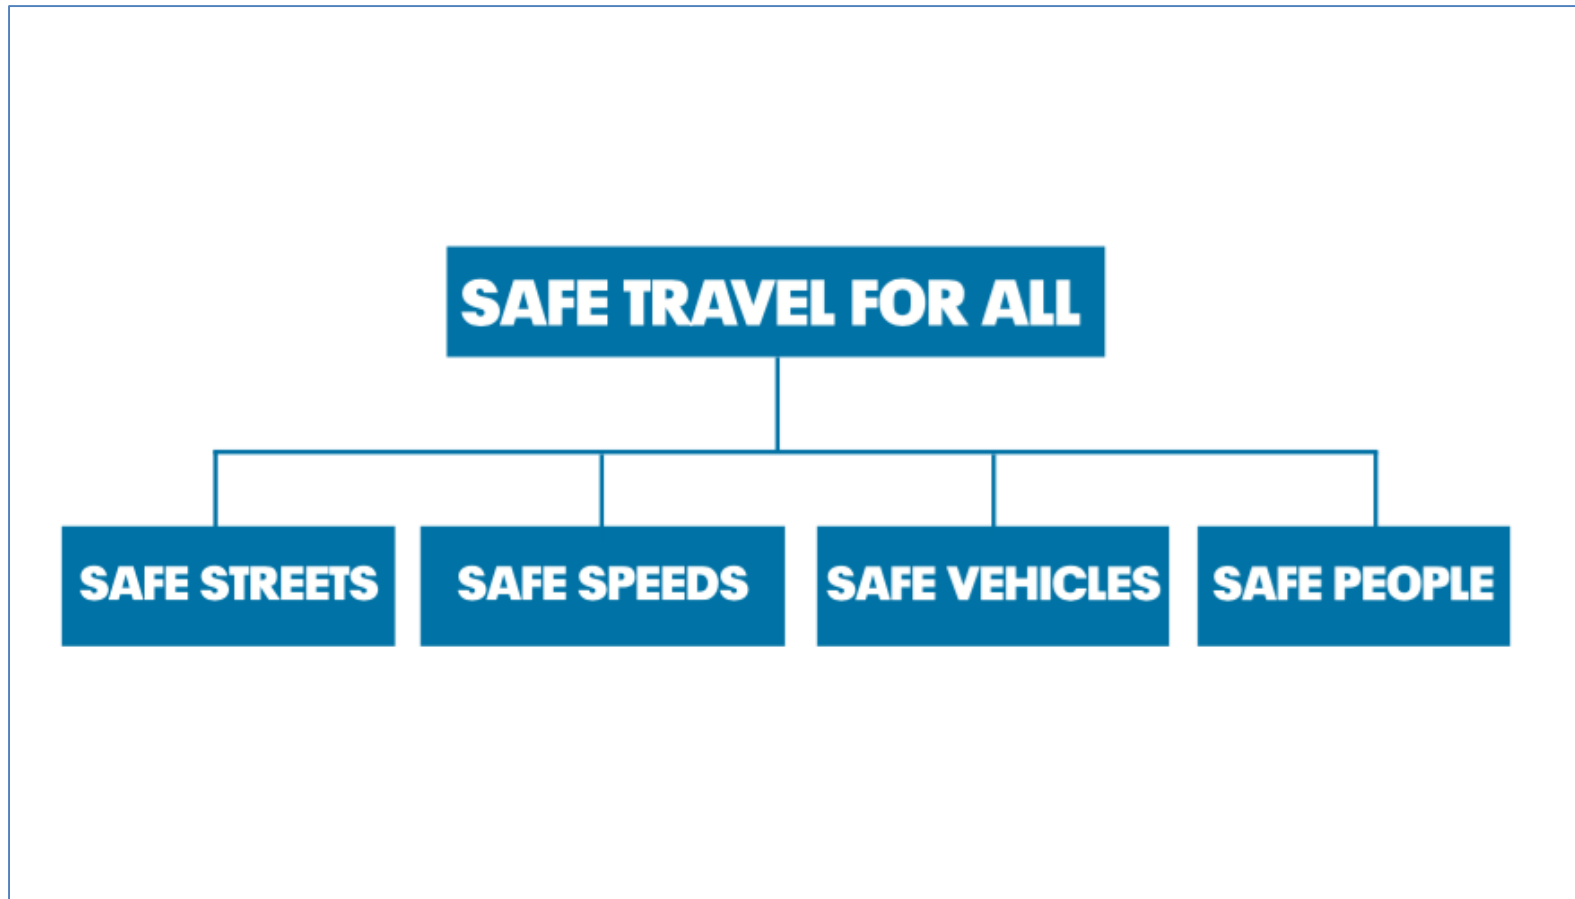 SAFE TRAVEL FOR ALL
SAFE STREETS
SAFE SPEEDS
SAFE VEHICLES
SAFE PEOPLE